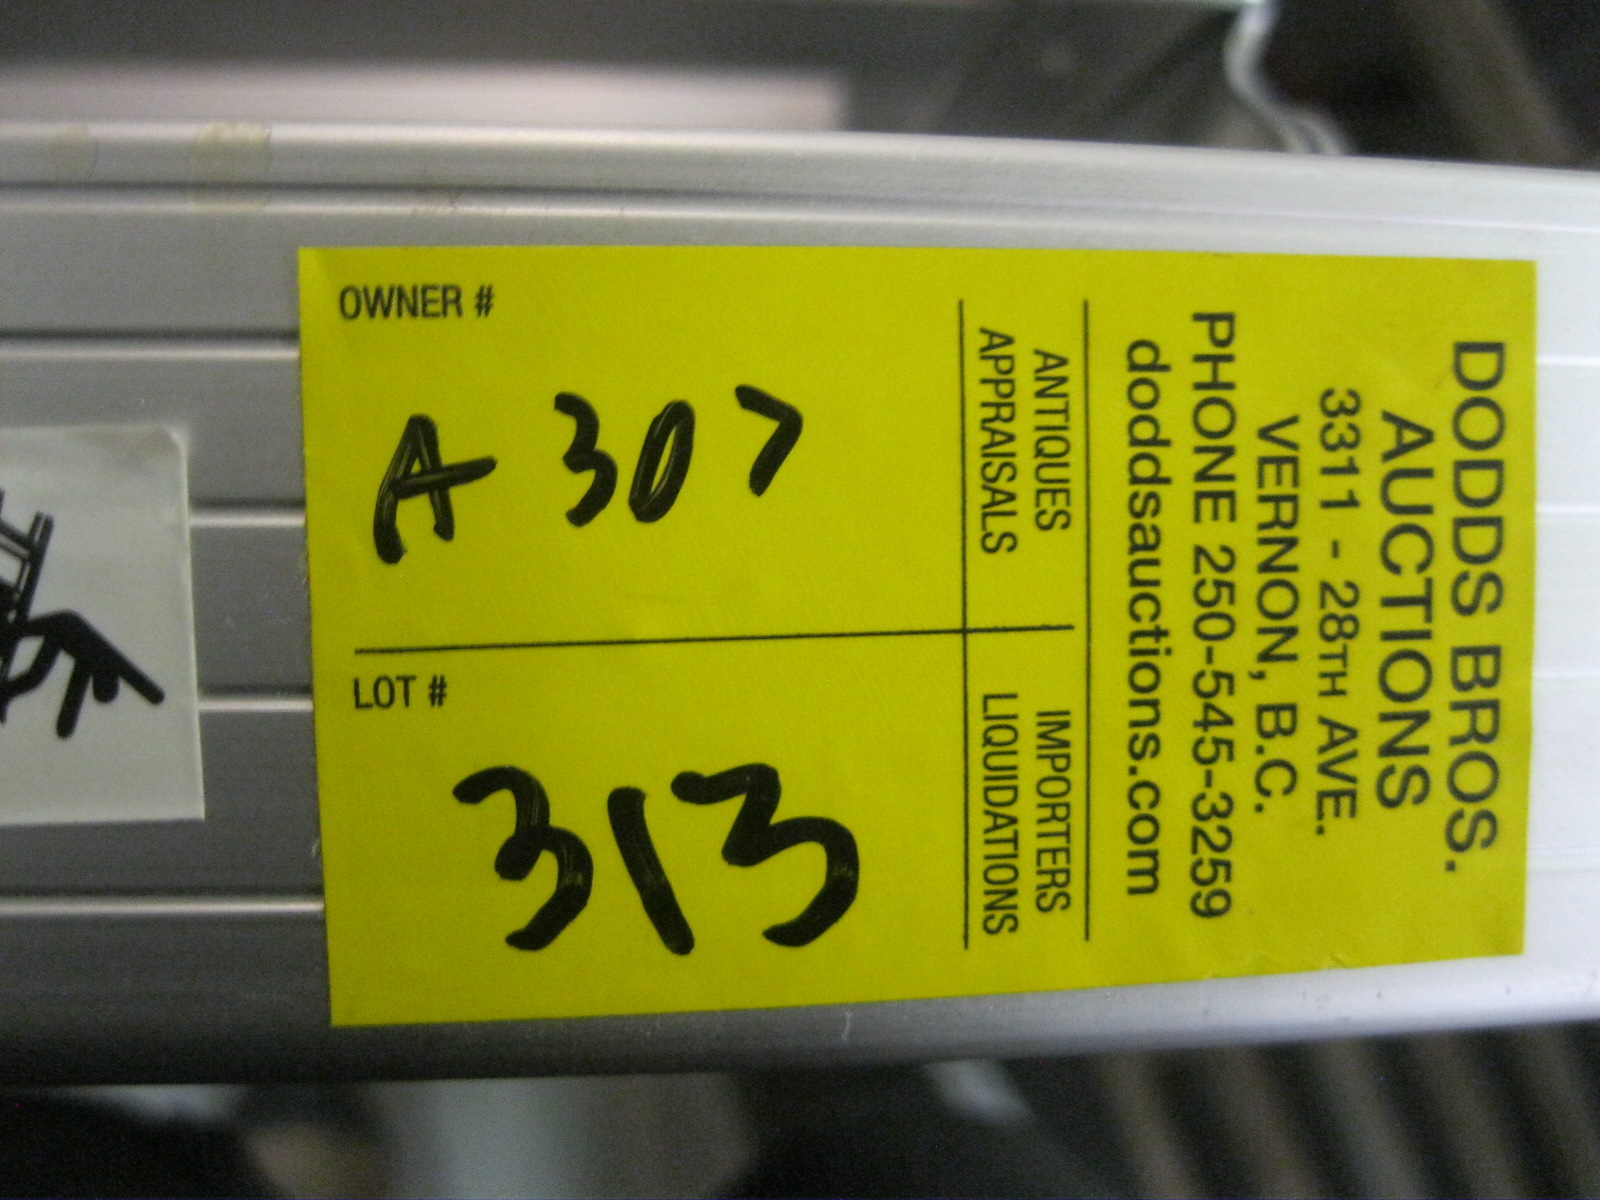 DODDS BROS.
AUCTIONS
3311 - 28TH AVE.
VERNON, B.C.
PHONE 250-545-3259
doddsauctions.com
ANTIQUES
APPRAISALS
IMPORTERS
LIQUIDATIONS
OWNER #
A 307
LOT #
313